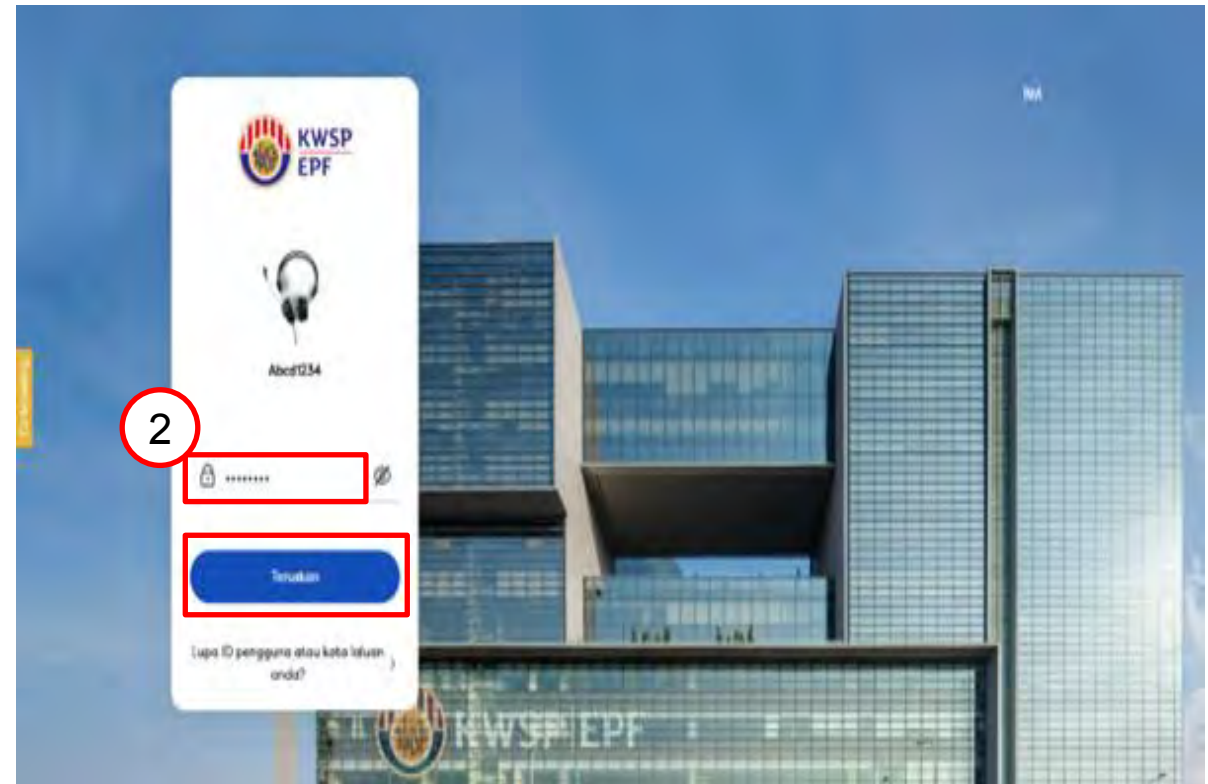 KWSP
EPF
Abcd1234
2
........
Teruskan
Lupa ID pengguna atau kata laluan
anda?
KWSP EPF